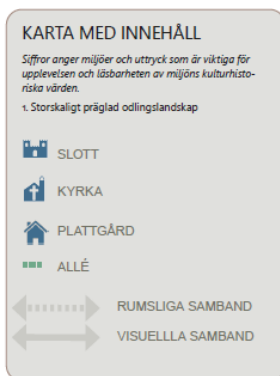 KARTA MED INNEHÅLL
Siffror anger miljöer och uttryck som är viktiga för
upplevelsen och läsbarheten av miljöns kulturhisto-
riska värden.
1. Storskaligt präglad odlingslandskap
SLOTT
KYRKA
PLATTGÅRD
ALLÉ
RUMSLIGA SAMBAND
VISUELLLA SAMBAND